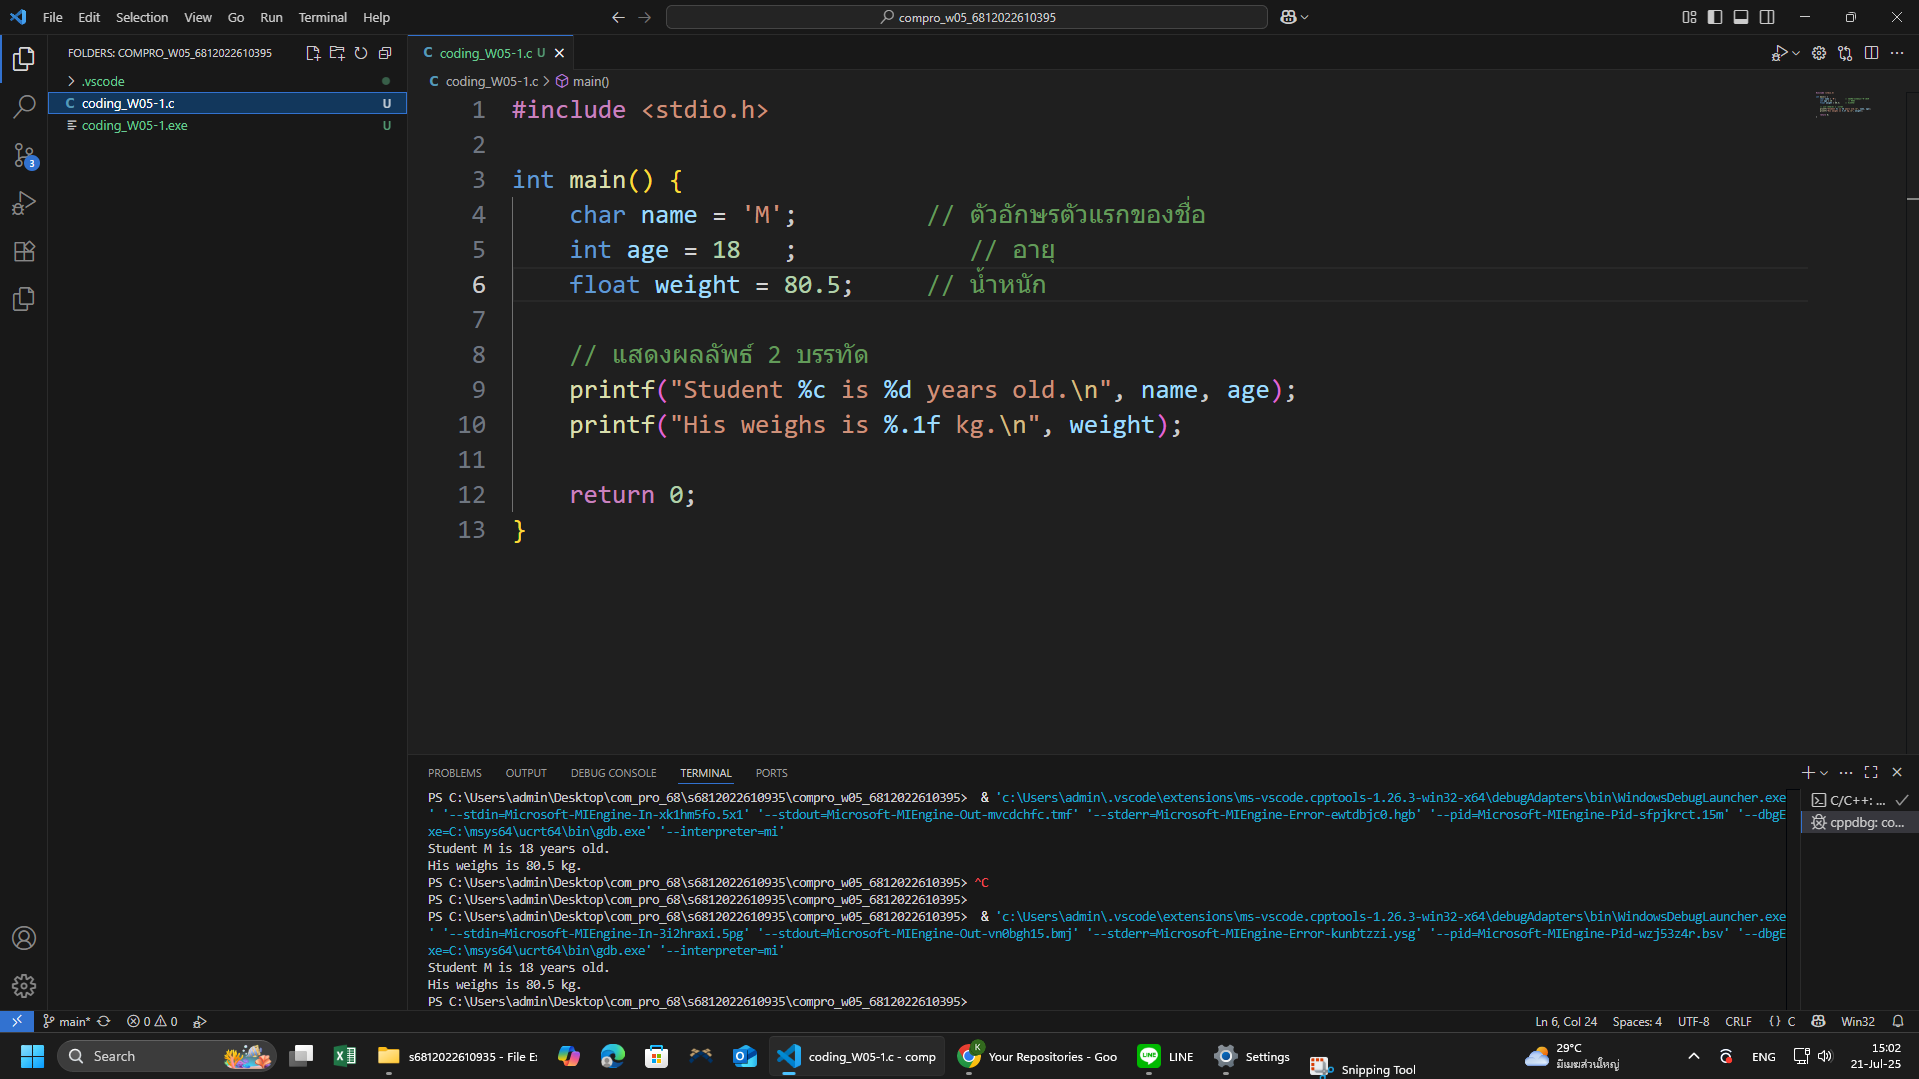 File Edit Selection View Go Run Terminal Help
compro_w05_6812022610395
FOLDERS: COMPRO_W05_6812022610395
.vscode
C coding_W05-1.c U
coding_W05-1.exe U
3
C coding_W05-1.c U
C coding_W05-1.c > main()
1 #include <stdio.h>
2
3 int main() {
4 char name = 'M'; // ตัวอักษรตัวแรกของชื่อ
5 int age = 18 ; // อายุ
6 float weight = 80.5; // น้ำหนัก
7
8 // แสดงผลลัพธ์ 2 บรรทัด
9 printf("Student %c is %d years old.\n", name, age);
10 printf("His weighs is %.1f kg.\n", weight);
11
12 return 0;
13 }
PROBLEMS OUTPUT DEBUG CONSOLE TERMINAL PORTS
PS C:\Users\admin\Desktop\com_pro_68\s6812022610935\compro_w05_6812022610395> & 'c:\Users\admin\.vscode\extensions\ms-vscode.cpptools-1.26.3-win32-x64\debugAdapters\bin\WindowsDebugLauncher.exe
' '--stdin=Microsoft-MIEngine-In-xk1hm5fo.5x1' '--stdout=Microsoft-MIEngine-Out-mvcdchfc.tmf' '--stderr=Microsoft-MIEngine-Error-ewtdbjc0.hgb' '--pid=Microsoft-MIEngine-Pid-sfpjkrct.15m' '--dbgE
xe=C:\msys64\ucrt64\bin\gdb.exe' '--interpreter=mi'
Student M is 18 years old.
His weighs is 80.5 kg.
PS C:\Users\admin\Desktop\com_pro_68\s6812022610935\compro_w05_6812022610395> ^C
PS C:\Users\admin\Desktop\com_pro_68\s6812022610935\compro_w05_6812022610395>
PS C:\Users\admin\Desktop\com_pro_68\s6812022610935\compro_w05_6812022610395> & 'c:\Users\admin\.vscode\extensions\ms-vscode.cpptools-1.26.3-win32-x64\debugAdapters\bin\WindowsDebugLauncher.exe
' '--stdin=Microsoft-MIEngine-In-3i2hraxi.5pg' '--stdout=Microsoft-MIEngine-Out-vn0bgh15.bmj' '--stderr=Microsoft-MIEngine-Error-kunbtzzi.ysg' '--pid=Microsoft-MIEngine-Pid-wzj53z4r.bsv' '--dbgE
xe=C:\msys64\ucrt64\bin\gdb.exe' '--interpreter=mi'
Student M is 18 years old.
His weighs is 80.5 kg.
PS C:\Users\admin\Desktop\com_pro_68\s6812022610935\compro_w05_6812022610395>
C/C++: ...
cppdbg: co...
main* 0 0 Ln 6, Col 24 Spaces: 4 UTF-8 CRLF {} C Win32
Search
s6812022610935 - File E:
coding_W05-1.c - comp
K
Your Repositories - Goo
LINE
LINE
Settings
Snipping Tool
29°C
มีเมฆส่วนใหญ่
ENG
15:02
21-Jul-25